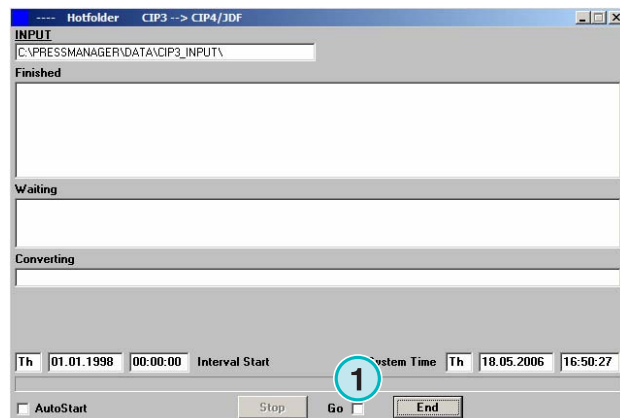 ---- Hotfolder CIP3 --> CIP4/JDF
INPUT
C:\PRESSMANAGER\DATA\CIP3_INPUT\
Finished
Waiting
Converting
Th 01.01.1998 00:00:00 Interval Start System Time Th 18.05.2006 16:50:27
1
AutoStart Stop Go End